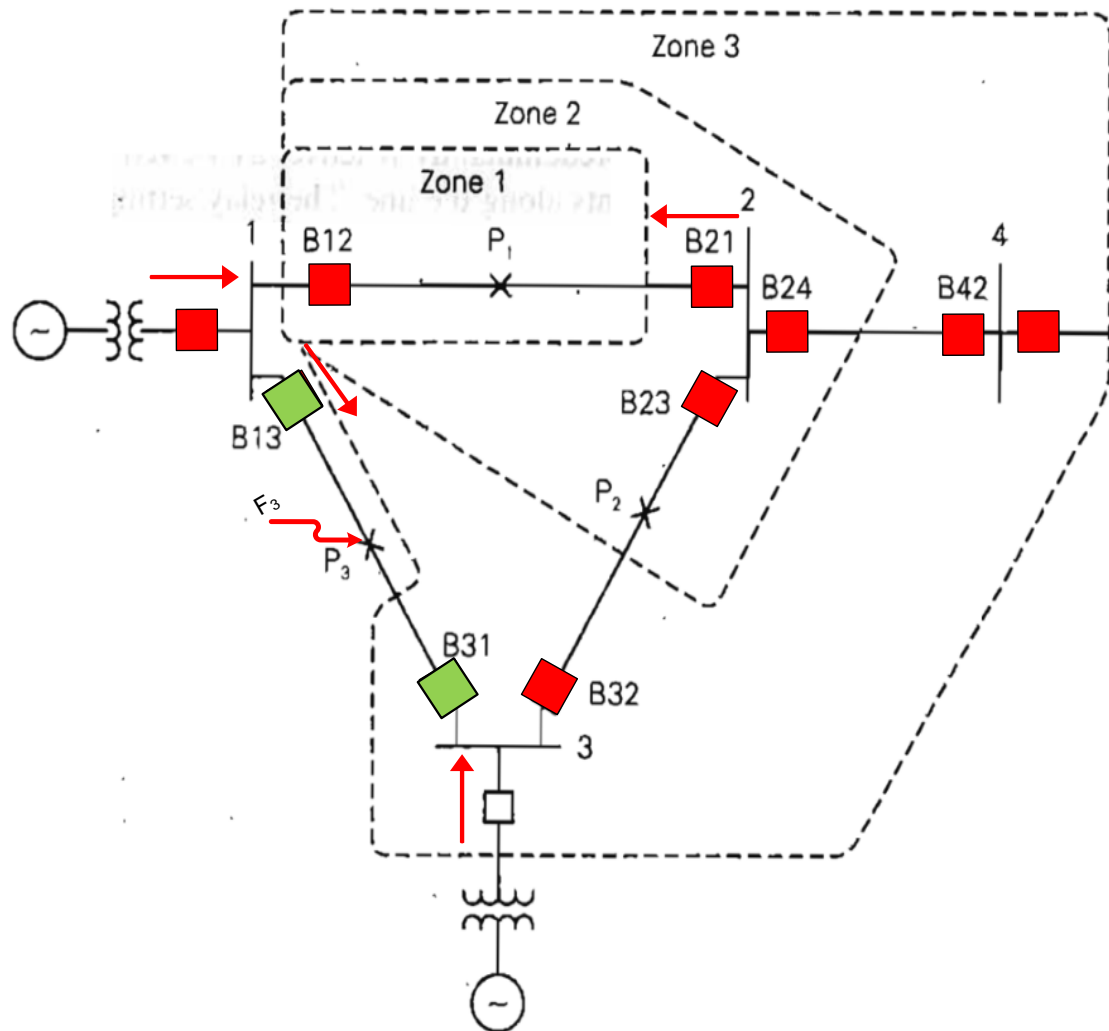 Zone 3
Zone 2
Zone 1
1
B12
P₁
B21
2
B24
B42
4
~
B13
B23
F₃
P₂
P₃
B31
B32
3
~